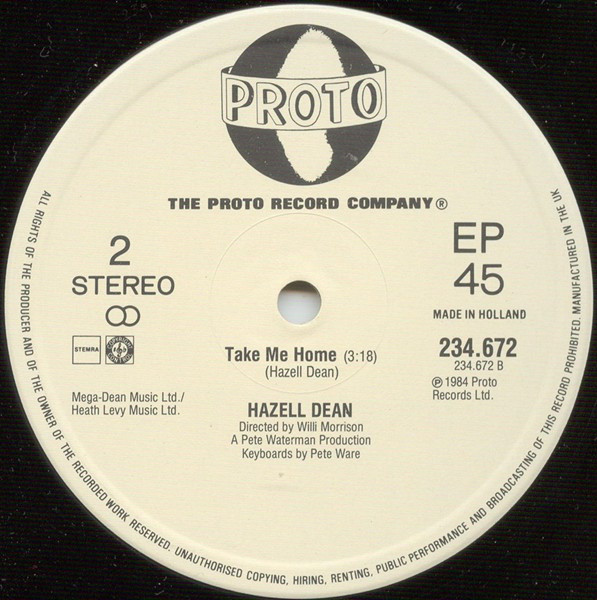 PROTO
THE PROTO RECORD COMPANY®
2
STEREO
EP
45
MADE IN HOLLAND
STEMRA
Take Me Home (3:18)
(Hazell Dean)
234.672
234.672 B
Ⓟ 1984 Proto
Records Ltd.
Mega-Dean Music Ltd./
Heath Levy Music Ltd.
HAZELL DEAN
Directed by Willi Morrison
A Pete Waterman Production
Keyboards by Pete Ware
ALL RIGHTS OF THE PRODUCER AND OF THE OWNER OF THE RECORDED WORK RESERVED. UNAUTHORISED COPYING, HIRING, RENTING, PUBLIC PERFORMANCE AND BROADCASTING OF THIS RECORD PROHIBITED. MANUFACTURED IN THE UK